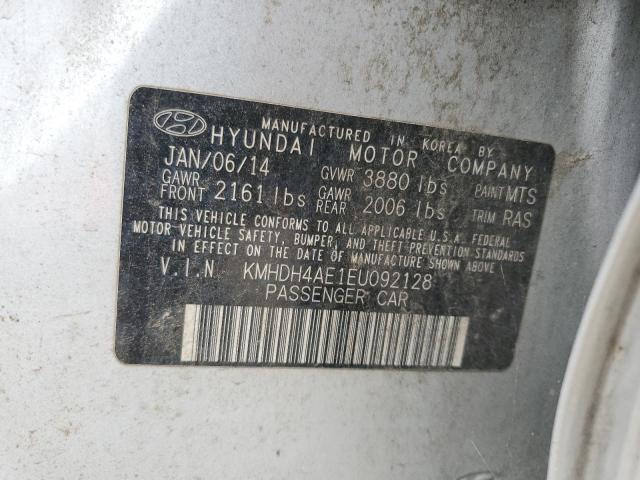 MANUFACTURED IN KOREA BY
HYUNDAI MOTOR COMPANY
JAN/06/14 GVWR 3880 lbs PAINT MTS
GAWR FRONT 2161 lbs GAWR REAR 2006 lbs TRIM RAS
THIS VEHICLE CONFORMS TO ALL APPLICABLE U.S.A. FEDERAL
MOTOR VEHICLE SAFETY, BUMPER, AND THEFT PREVENTION STANDARDS
IN EFFECT ON THE DATE OF MANUFACTURE SHOWN ABOVE.
V.I.N KMHDH4AE1EU092128
PASSENGER CAR